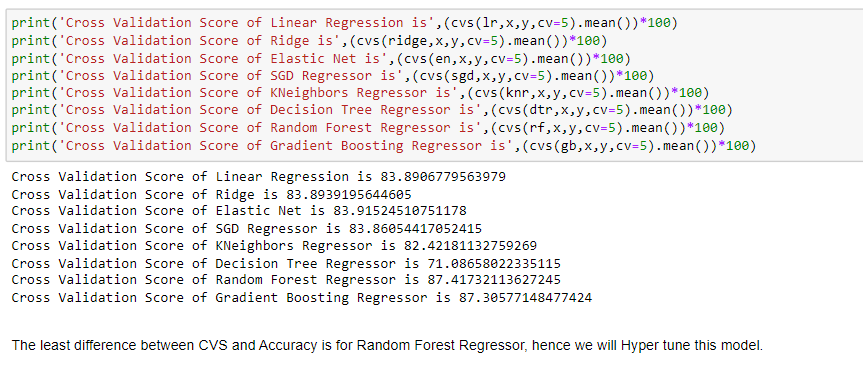 print('Cross Validation Score of Linear Regression is',(cvs(lr,x,y,cv=5).mean())*100)
print('Cross Validation Score of Ridge is',(cvs(ridge,x,y,cv=5).mean())*100)
print('Cross Validation Score of Elastic Net is',(cvs(en,x,y,cv=5).mean())*100)
print('Cross Validation Score of SGD Regressor is',(cvs(sgd,x,y,cv=5).mean())*100)
print('Cross Validation Score of KNeighbors Regressor is',(cvs(knr,x,y,cv=5).mean())*100)
print('Cross Validation Score of Decision Tree Regressor is',(cvs(dtr,x,y,cv=5).mean())*100)
print('Cross Validation Score of Random Forest Regressor is',(cvs(rf,x,y,cv=5).mean())*100)
print('Cross Validation Score of Gradient Boosting Regressor is',(cvs(gb,x,y,cv=5).mean())*100)
Cross Validation Score of Linear Regression is 83.8906779563979
Cross Validation Score of Ridge is 83.8939195644605
Cross Validation Score of Elastic Net is 83.91524510751178
Cross Validation Score of SGD Regressor is 83.86054417052415
Cross Validation Score of KNeighbors Regressor is 82.42181132759269
Cross Validation Score of Decision Tree Regressor is 71.08658022335115
Cross Validation Score of Random Forest Regressor is 87.41732113627245
Cross Validation Score of Gradient Boosting Regressor is 87.30577148477424
The least difference between CVS and Accuracy is for Random Forest Regressor, hence we will Hyper tune this model.